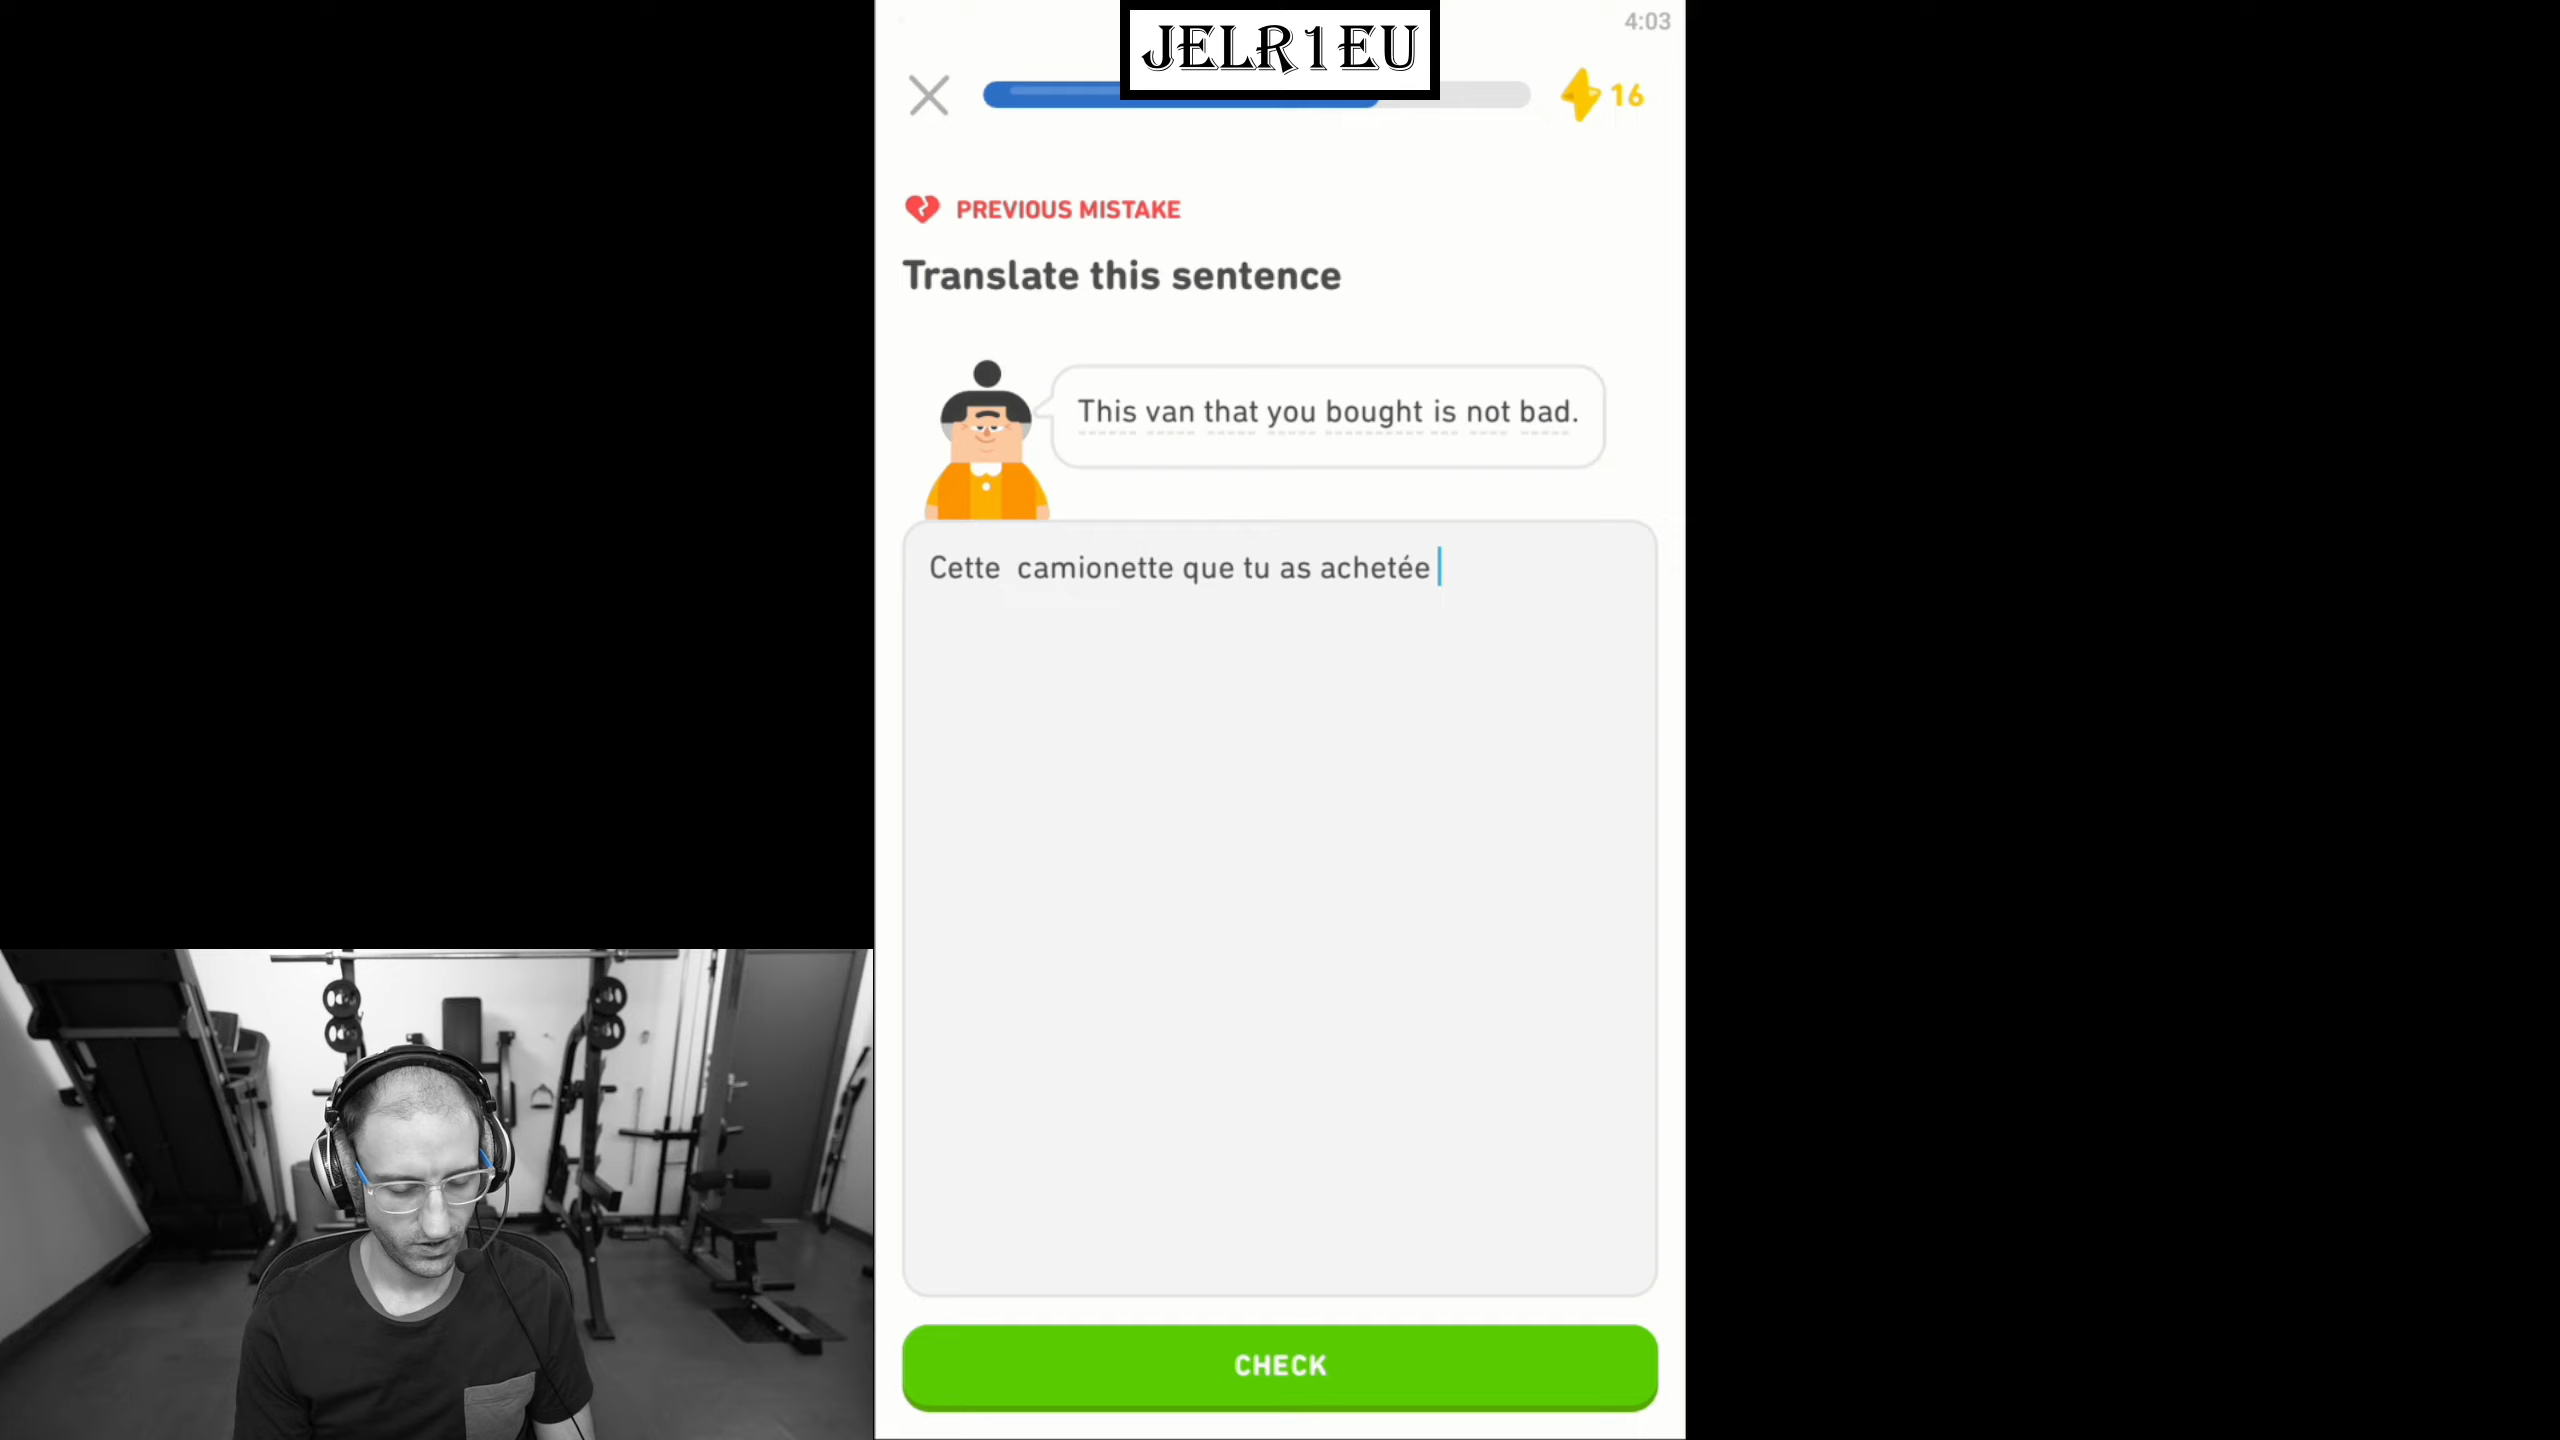 JELR1EU
4:03
16
PREVIOUS MISTAKE
Translate this sentence
This van that you bought is not bad.
Cette  camionette que tu as achetée
CHECK